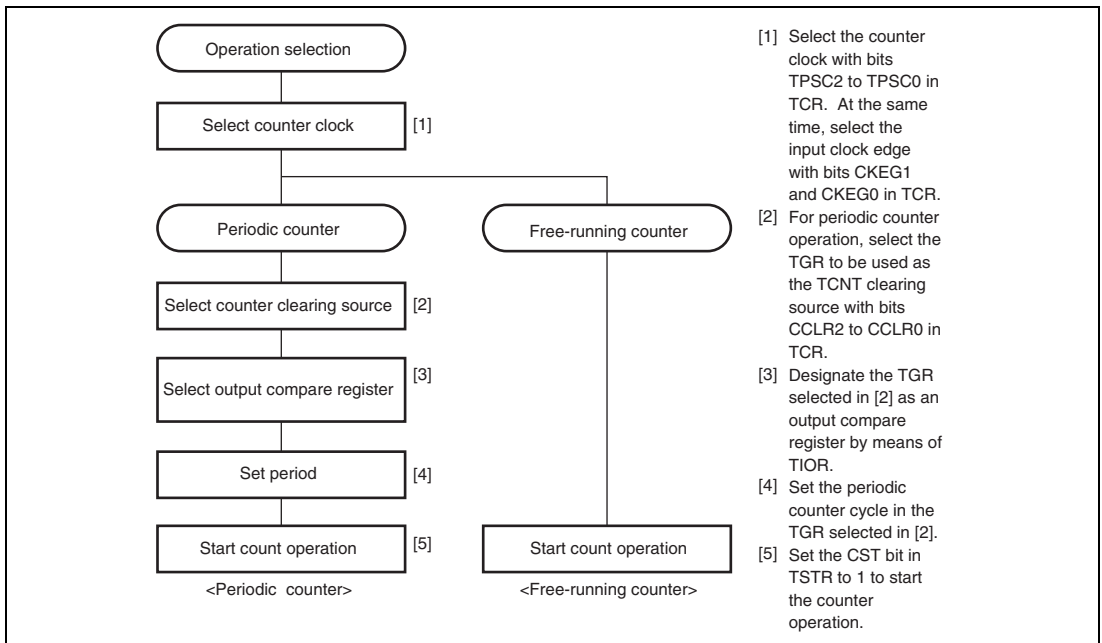 Operation selection
Select counter clock
[1]
Periodic counter
Free-running counter
Select counter clearing source
[2]
Select output compare register
[3]
Set period
[4]
Start count operation
[5]
Start count operation
<Periodic counter>
<Free-running counter>
[1] Select the counter
clock with bits
TPSC2 to TPSC0 in
TCR. At the same
time, select the
input clock edge
with bits CKEG1
and CKEG0 in TCR.
[2] For periodic counter
operation, select the
TGR to be used as
the TCNT clearing
source with bits
CCLR2 to CCLR0 in
TCR.
[3] Designate the TGR
selected in [2] as an
output compare
register by means of
TIOR.
[4] Set the periodic
counter cycle in the
TGR selected in [2].
[5] Set the CST bit in
TSTR to 1 to start
the counter
operation.